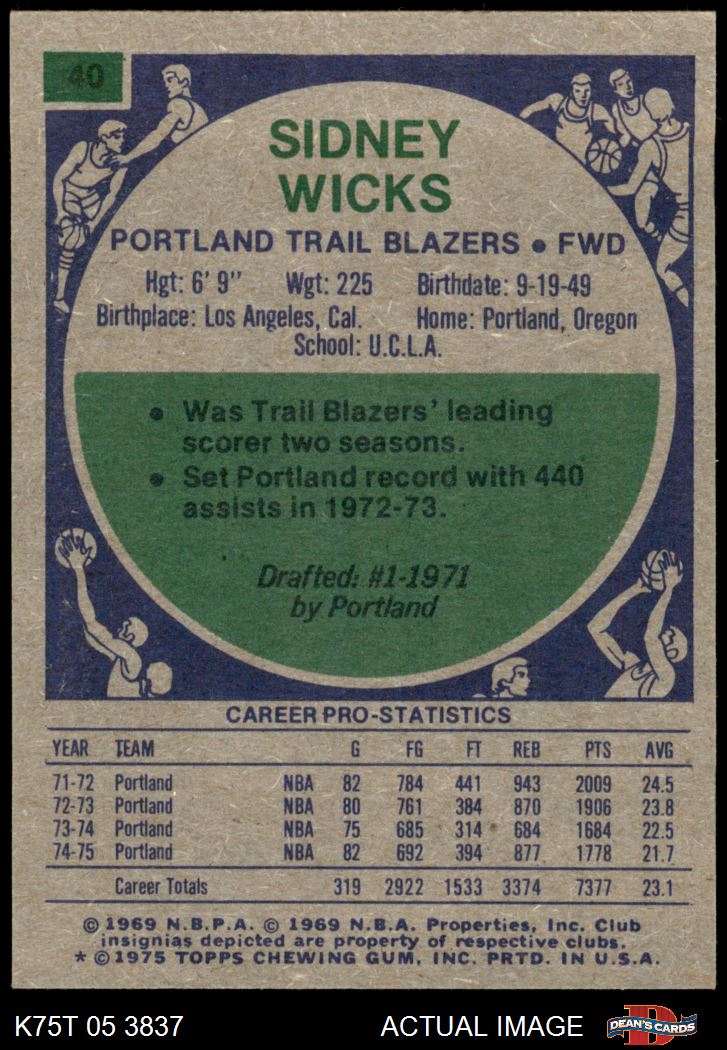 40
SIDNEY
WICKS
PORTLAND TRAIL BLAZERS • FWD
Hgt: 6' 9" Wgt: 225 Birthdate: 9-19-49
Birthplace: Los Angeles, Cal. Home: Portland, Oregon
School: U.C.L.A.
• Was Trail Blazers' leading
scorer two seasons.
• Set Portland record with 440
assists in 1972-73.
Drafted: #1-1971
by Portland
CAREER PRO-STATISTICS
YEAR TEAM G FG FT REB PTS AVG
71-72 Portland NBA 82 784 441 943 2009 24.5
72-73 Portland NBA 80 761 384 870 1906 23.8
73-74 Portland NBA 75 685 314 684 1684 22.5
74-75 Portland NBA 82 692 394 877 1778 21.7
Career Totals 319 2922 1533 3374 7377 23.1
© 1969 N.B.P.A. © 1969 N.B.A. Properties, Inc. Club
insignias depicted are property of respective clubs.
* © 1975 TOPPS CHEWING GUM, INC. PRTD. IN U.S.A.
K75T 05 3837 ACTUAL IMAGE D DEAN'S CARDS